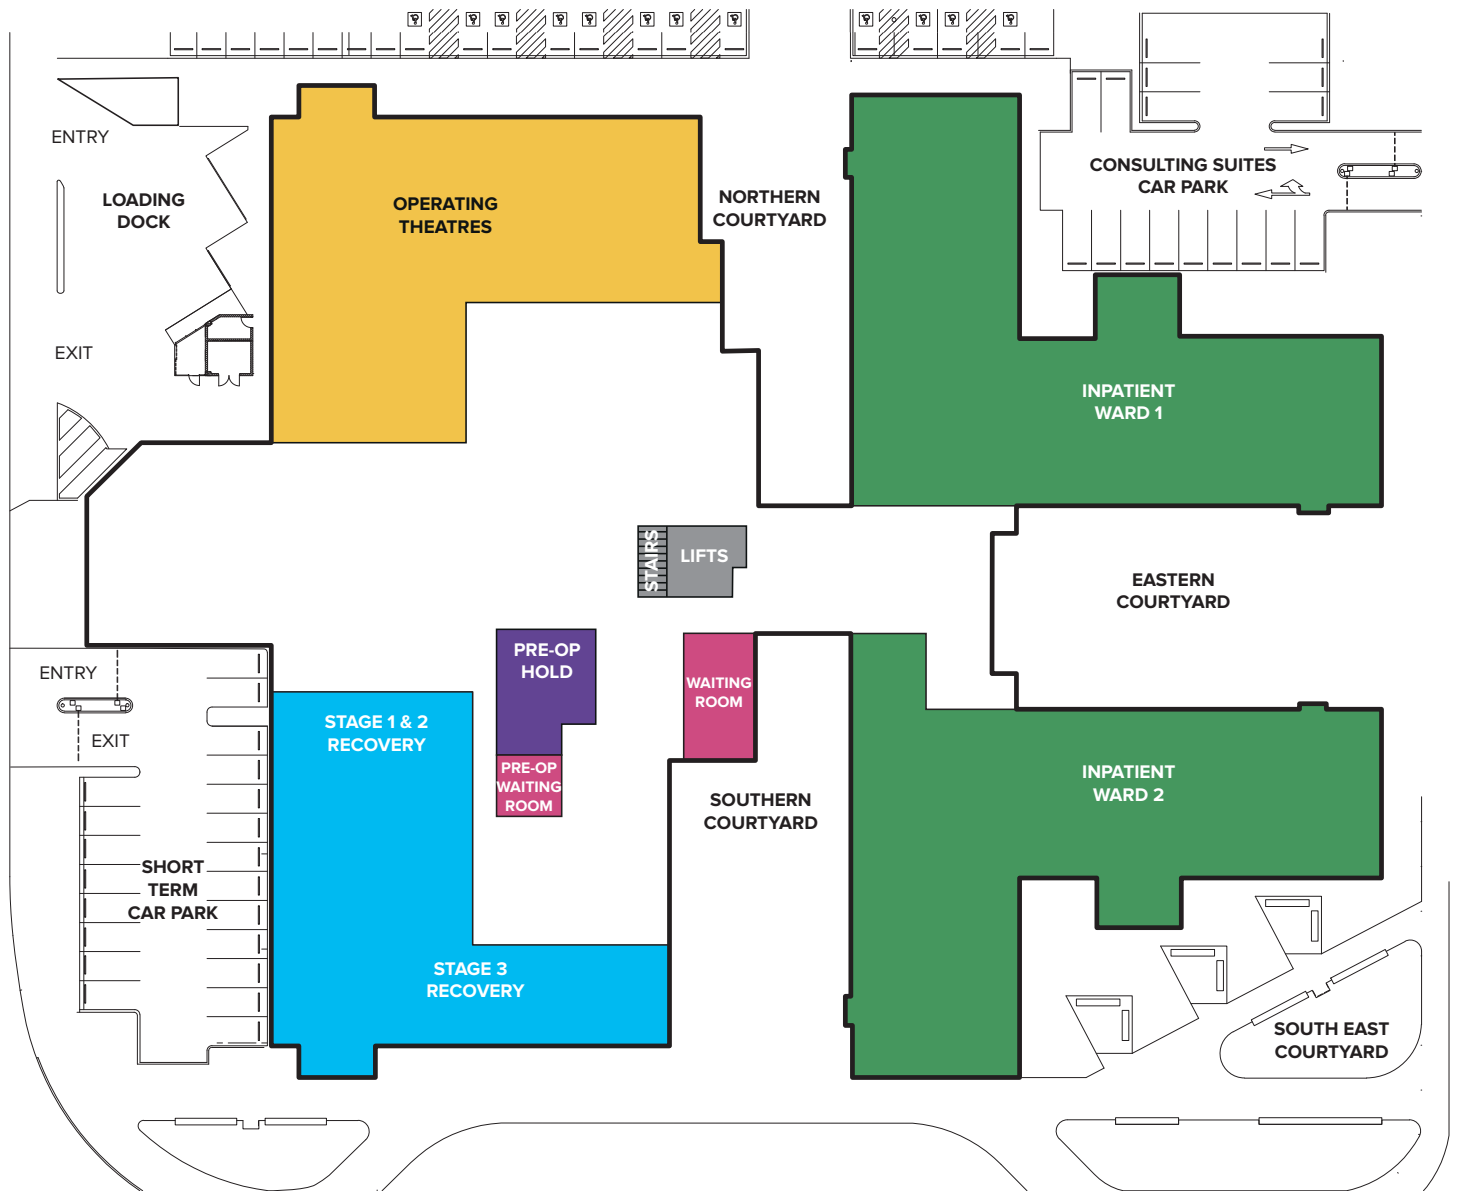 ENTRY
LOADING
DOCK
EXIT
OPERATING
THEATRES
NORTHERN
COURTYARD
CONSULTING SUITES
CAR PARK
INPATIENT
WARD 1
STAIRS
LIFTS
EASTERN
COURTYARD
ENTRY
EXIT
PRE-OP
HOLD
WAITING
ROOM
STAGE 1 & 2
RECOVERY
PRE-OP
WAITING
ROOM
SOUTHERN
COURTYARD
INPATIENT
WARD 2
SHORT
TERM
CAR PARK
STAGE 3
RECOVERY
SOUTH EAST
COURTYARD